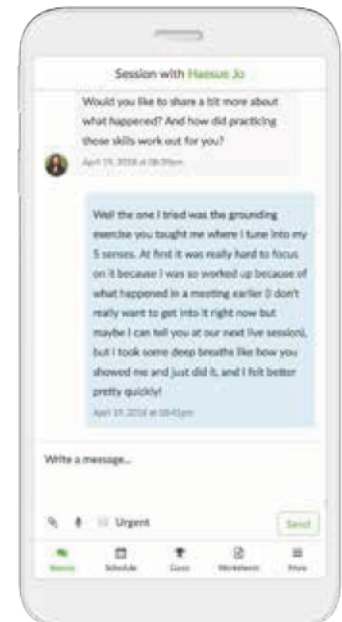 Session with Haesue Jo
Would you like to share a bit more about
what happened? And how did practicing
those skills work out for you?
April 19, 2018 at 08:39pm
Well the one I tried was the grounding
exercise you taught me where I tune into my
5 senses. At first it was really hard to focus
on it because I was so worked up because of
what happened in a meeting earlier (I don't
really want to get into it right now but
maybe I can tell you at our next live session),
but I took some deep breaths like how you
showed me and just did it, and I felt better
pretty quickly!
April 19, 2018 at 08:41pm
Write a message...
Urgent
Send
Schedule
Worksheets
More